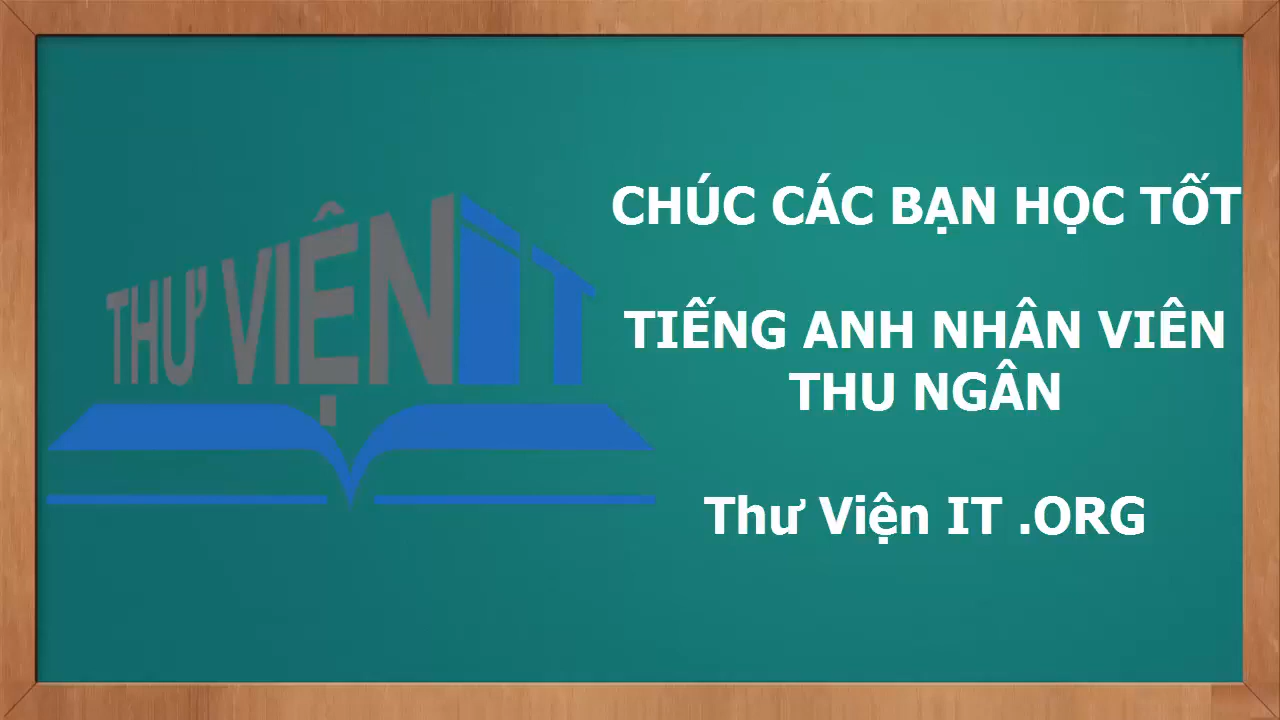 THƯ VIỆN IT
CHÚC CÁC BẠN HỌC TỐT
TIẾNG ANH NHÂN VIÊN
THU NGÂN
Thư Viện IT .ORG